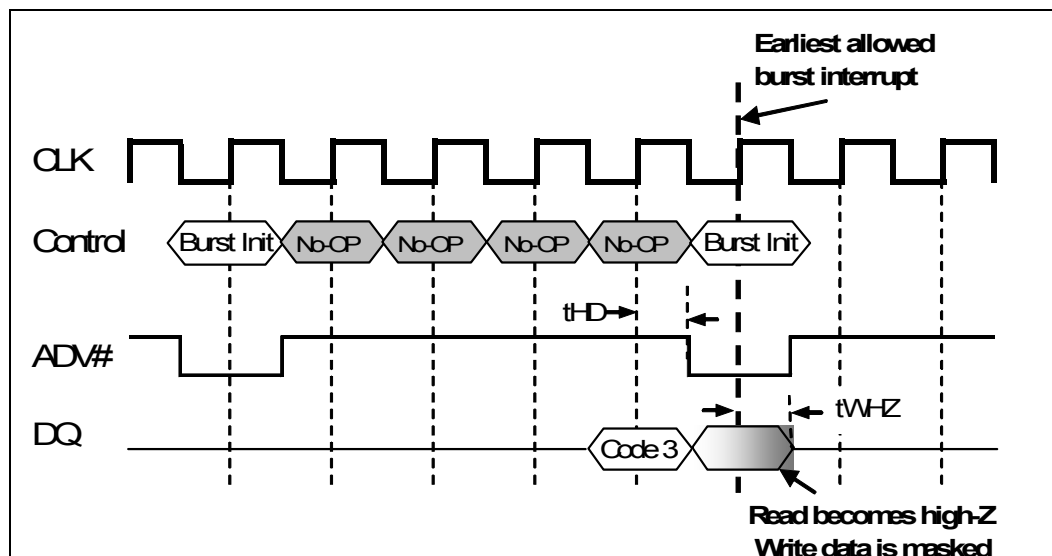 Earliest allowed
burst interrupt
CLK
Control
Burst Init
No-OP
No-OP
No-OP
No-OP
Burst Init
tHD
ADV#
tWHZ
DQ
Code 3
Read becomes high-Z
Write data is masked